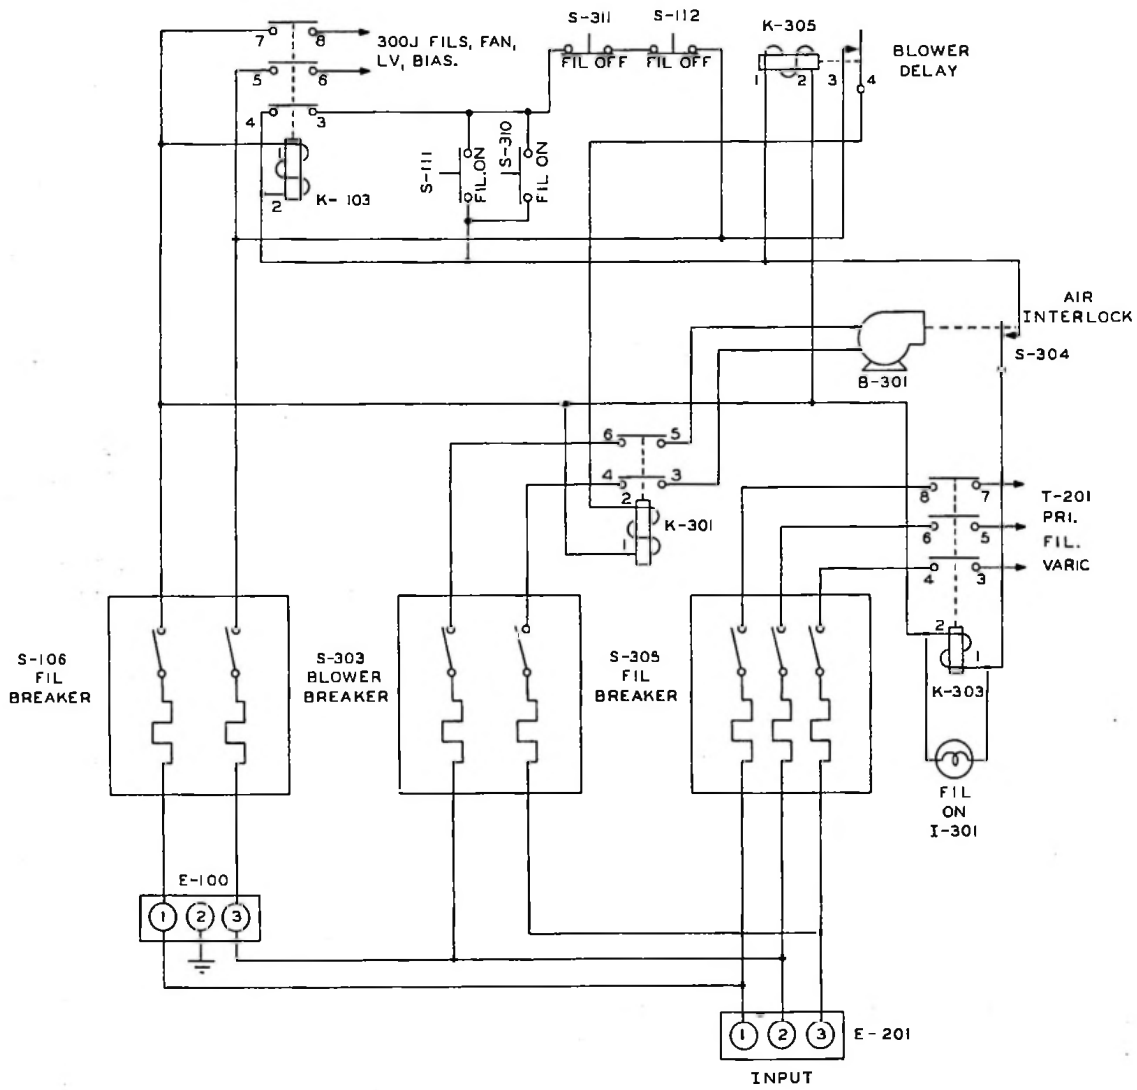 S-311
S-112
K-305
7
8
300J FILS, FAN,
LV, BIAS.
FIL OFF
FIL OFF
BLOWER
DELAY
5
6
1
2
3
4
4
3
1
2
K-103
S-111
FIL.ON
S-310
FIL ON
AIR
INTERLOCK
S-304
B-301
6
5
4
3
2
1
K-301
8
7
6
5
4
3
T-201
PRI.
FIL.
VARIC
2
1
K-303
S-106
FIL
BREAKER
S-303
BLOWER
BREAKER
S-305
FIL
BREAKER
FIL
ON
I-301
E-100
1
2
3
1
2
3
E-201
INPUT